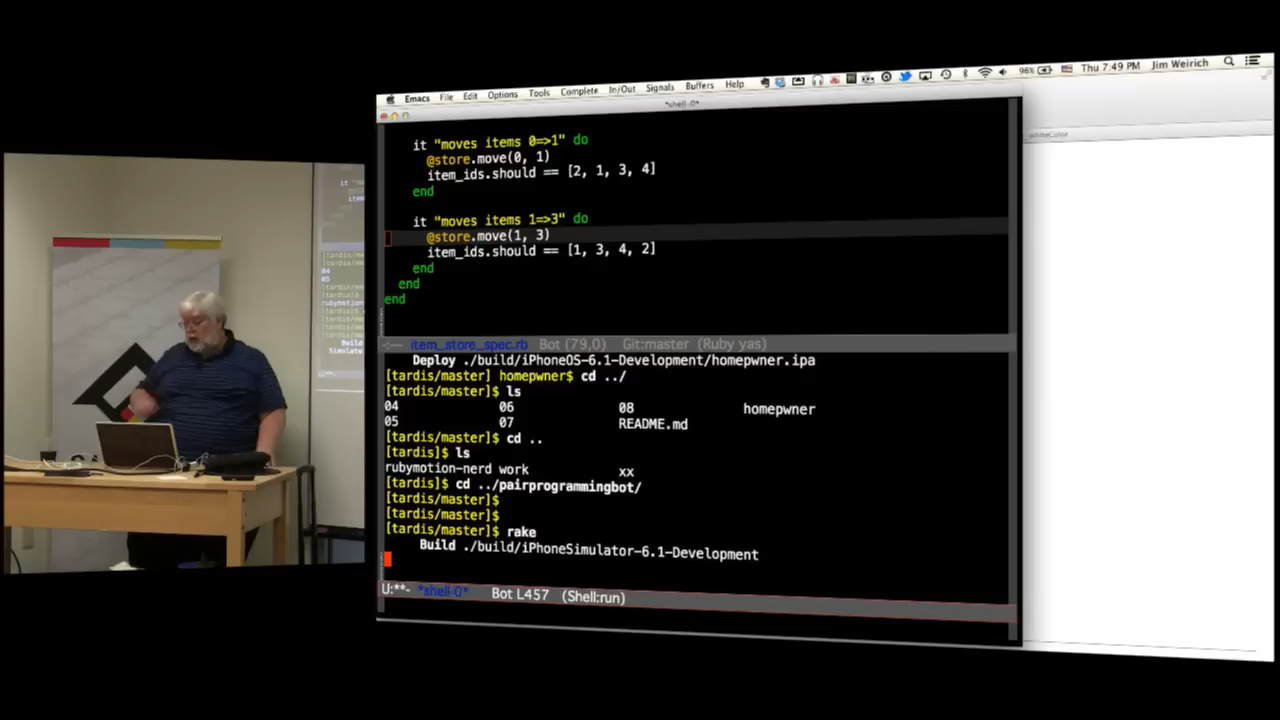 Emacs File Edit Options Tools Complete In/Out Signals Buffers Help 96% Thu 7:49 PM Jim Weirich
*shell-0*
whiteColor
it "moves items 0=>1" do
@store.move(0, 1)
item_ids.should == [2, 1, 3, 4]
end
it "moves items 1=>3" do
@store.move(1, 3)
item_ids.should == [1, 3, 4, 2]
end
end
end
-:--- item_store_spec.rb Bot (79,0) Git:master (Ruby yas)
Deploy ./build/iPhoneOS-6.1-Development/homepwner.ipa
[tardis/master] homepwner$ cd ../
[tardis/master]$ ls
04 06 08 homepwner
05 07 README.md
[tardis/master]$ cd ..
[tardis]$ ls
rubymotion-nerd work xx
[tardis]$ cd ../pairprogrammingbot/
[tardis/master]$
[tardis/master]$
[tardis/master]$ rake
Build ./build/iPhoneSimulator-6.1-Development
U:**- *shell-0* Bot L457 (Shell:run)